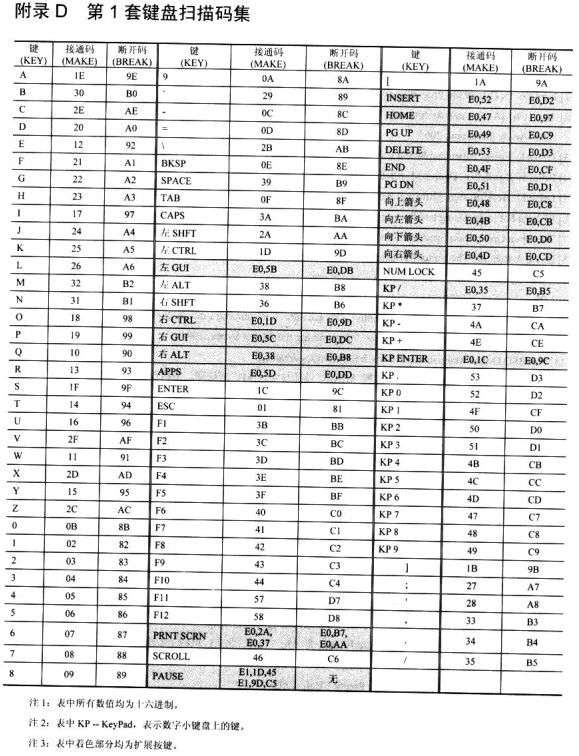 附录 D 第 1 套键盘扫描码集
键 接通码 断开码 键 接通码 断开码 键 接通码 断开码
(KEY) (MAKE) (BREAK) (KEY) (MAKE) (BREAK) (KEY) (MAKE) (BREAK)
A 1E 9E 9 0A 8A [ 1A 9A
B 30 B0 ` 29 89 INSERT E0,52 E0,D2
C 2E AE - 0C 8C HOME E0,47 E0,97
D 20 A0 = 0D 8D PG UP E0,49 E0,C9
E 12 92 \ 2B AB DELETE E0,53 E0,D3
F 21 A1 BKSP 0E 8E END E0,4F E0,CF
G 22 A2 SPACE 39 B9 PG DN E0,51 E0,D1
H 23 A3 TAB 0F 8F 向上箭头 E0,48 E0,C8
I 17 97 CAPS 3A BA 向左箭头 E0,4B E0,CB
J 24 A4 左 SHFT 2A AA 向下箭头 E0,50 E0,D0
K 25 A5 左 CTRL 1D 9D 向右箭头 E0,4D E0,CD
L 26 A6 左 GUI E0,5B E0,DB NUM LOCK 45 C5
M 32 B2 左 ALT 38 B8 KP / E0,35 E0,B5
N 31 B1 右 SHFT 36 B6 KP * 37 B7
O 18 98 右 CTRL E0,1D E0,9D KP - 4A CA
P 19 99 右 GUI E0,5C E0,DC KP + 4E CE
Q 10 90 右 ALT E0,38 E0,B8 KP ENTER E0,1C E0,9C
R 13 93 APPS E0,5D E0,DD KP . 53 D3
S 1F 9F ENTER 1C 9C KP 0 52 D2
T 14 94 ESC 01 81 KP 1 4F CF
U 16 96 F1 3B BB KP 2 50 D0
V 2F AF F2 3C BC KP 3 51 D1
W 11 91 F3 3D BD KP 4 4B CB
X 2D AD F4 3E BE KP 5 4C CC
Y 15 95 F5 3F BF KP 6 4D CD
Z 2C AC F6 40 C0 KP 7 47 C7
0 0B 8B F7 41 C1 KP 8 48 C8
1 02 82 F8 42 C2 KP 9 49 C9
2 03 83 F9 43 C3 ] 1B 9B
3 04 84 F10 44 C4 ; 27 A7
4 05 85 F11 57 D7 ' 28 A8
5 06 86 F12 58 D8 , 33 B3
6 07 87 PRNT SCRN E0,2A, E0,B7, . 34 B4
E0,37 E0,AA
7 08 88 SCROLL 46 C6 / 35 B5
8 09 89 PAUSE E1,1D,45 无
E1,9D,C5
注 1：表中所有数值均为十六进制。
注 2：表中 KP -- KeyPad，表示数字小键盘上的键。
注 3：表中着色部分均为扩展按键。